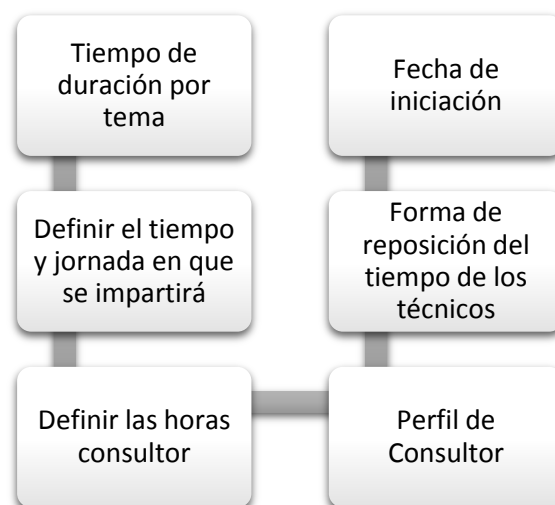 Tiempo de
duración por
tema
Definir el tiempo
y jornada en que
se impartirá
Definir las horas
consultor
Perfil de
Consultor
Forma de
reposición del
tiempo de los
técnicos
Fecha de
iniciación